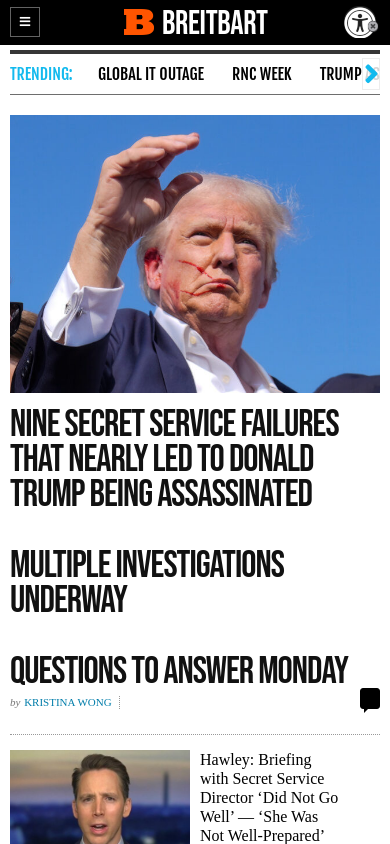 BREITBART
TRENDING: GLOBAL IT OUTAGE RNC WEEK TRUMP
NINE SECRET SERVICE FAILURES
THAT NEARLY LED TO DONALD
TRUMP BEING ASSASSINATED
MULTIPLE INVESTIGATIONS
UNDERWAY
QUESTIONS TO ANSWER MONDAY
by KRISTINA WONG
Hawley: Briefing
with Secret Service
Director ‘Did Not Go
Well’ — ‘She Was
Not Well-Prepared’